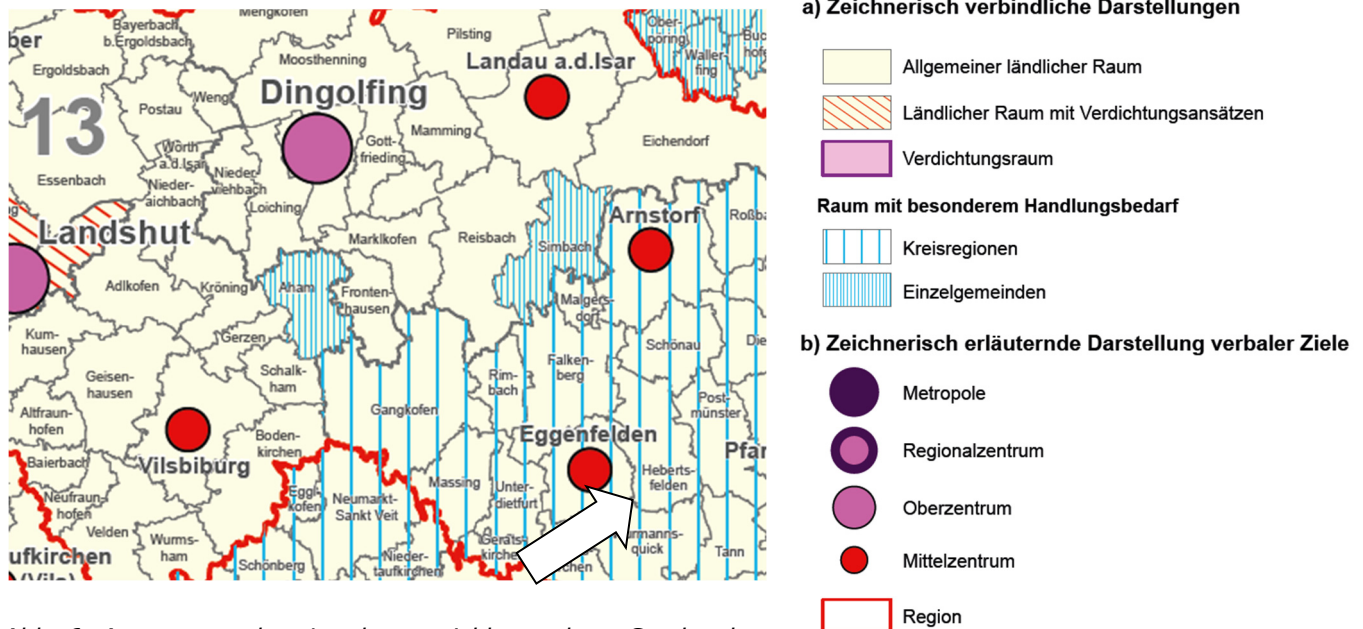 Mengkofen
Bayerbach
b.Ergoldsbach
Pilsting
Ober-
pöring
Waller-
fing
Ergoldsbach
Moosthenning
Landau a.d.Isar
13
Postau
Weng
Dingolfing
Mamming
Gott-
frieding
Eichendorf
Wörth
a.d.Isar
Essenbach
Nieder-
aichbach
Nieder-
viehbach
Loiching
Landshut
Marklkofen
Reisbach
Simbach
Arnstorf
Adlkofen
Kröning
Aham
Fronten-
hausen
Malgers-
dorf
Kum-
hausen
Gerzen
Schönau
Geisen-
hausen
Schalk-
ham
Rim-
bach
Falken-
berg
Gangkofen
Post-
münster
Altfraun-
hofen
Boden-
kirchen
Eggenfelden
Baierbach
Vilsbiburg
Massing
Unter-
dietfurt
Heberts-
felden
Neufraun-
hofen
Eggl-
kofen
Neumarkt-
Sankt Veit
Velden
Wurms-
ham
Schönberg
Nieder-
taufkirchen
Tann
a) Zeichnerisch verbindliche Darstellungen
Allgemeiner ländlicher Raum
Ländlicher Raum mit Verdichtungsansätzen
Verdichtungsraum
Raum mit besonderem Handlungsbedarf
Kreisregionen
Einzelgemeinden
b) Zeichnerisch erläuternde Darstellung verbaler Ziele
Metropole
Regionalzentrum
Oberzentrum
Mittelzentrum
Region